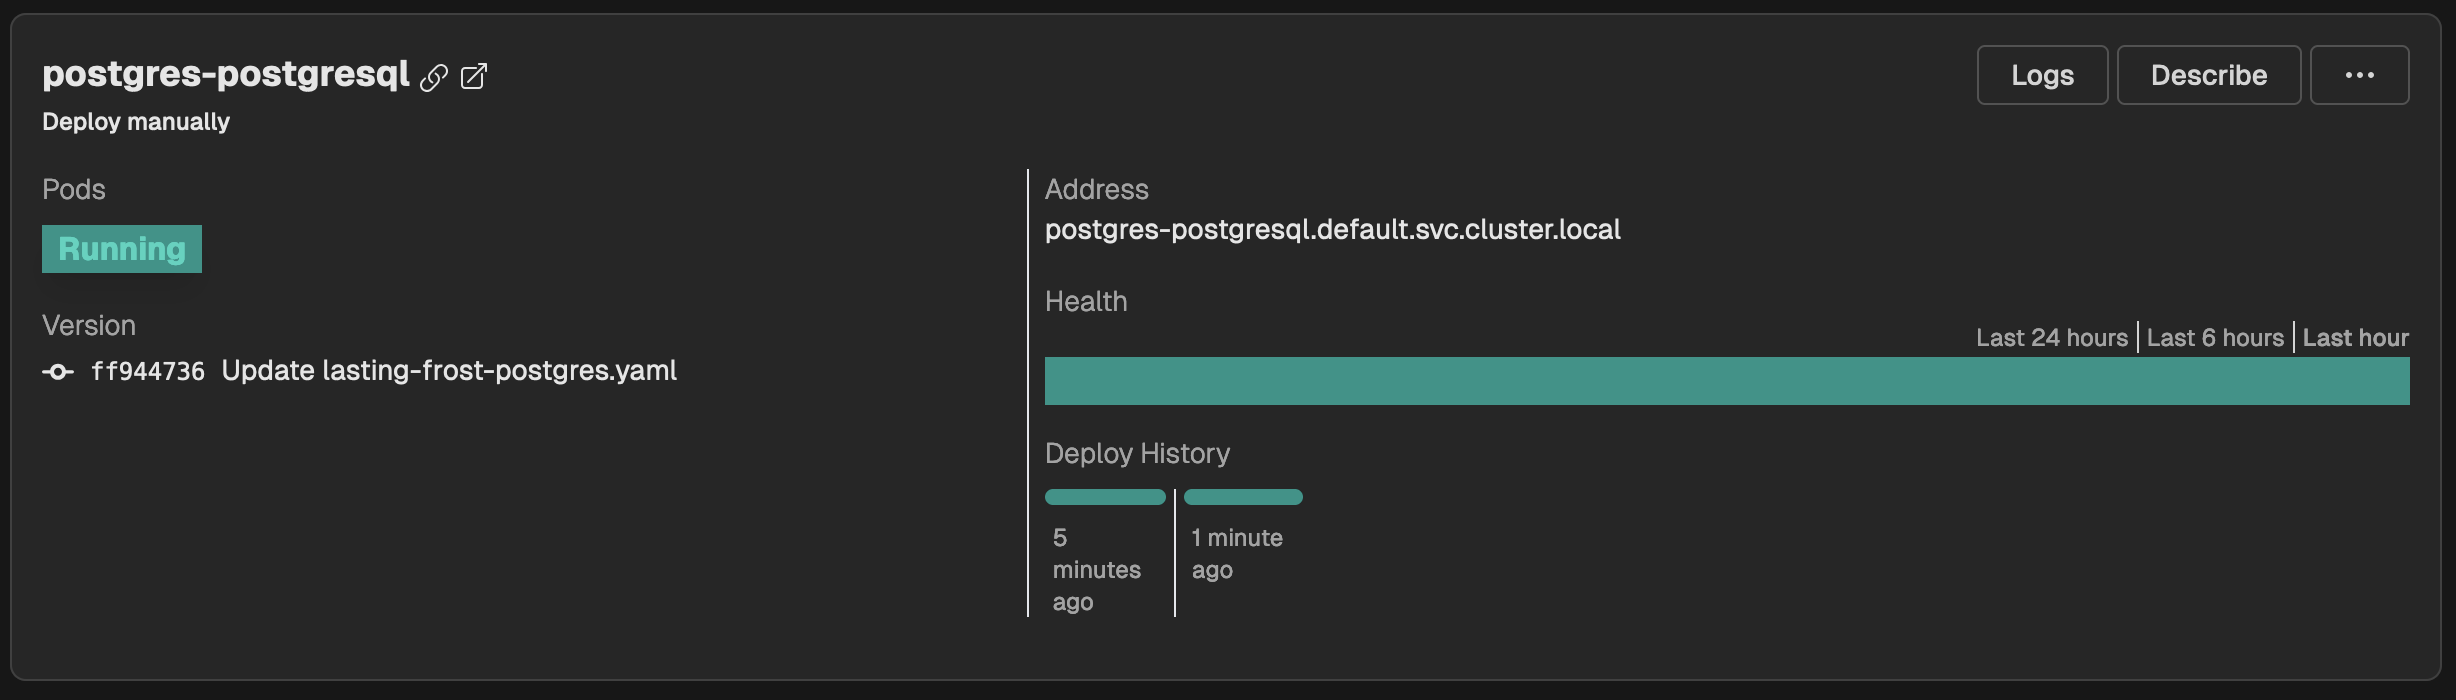 postgres-postgresql
Logs
Describe
...
Deploy manually
Pods
Running
Version
ff944736 Update lasting-frost-postgres.yaml
Address
postgres-postgresql.default.svc.cluster.local
Health
Last 24 hours
Last 6 hours
Last hour
Deploy History
5
minutes
ago
1 minute
ago